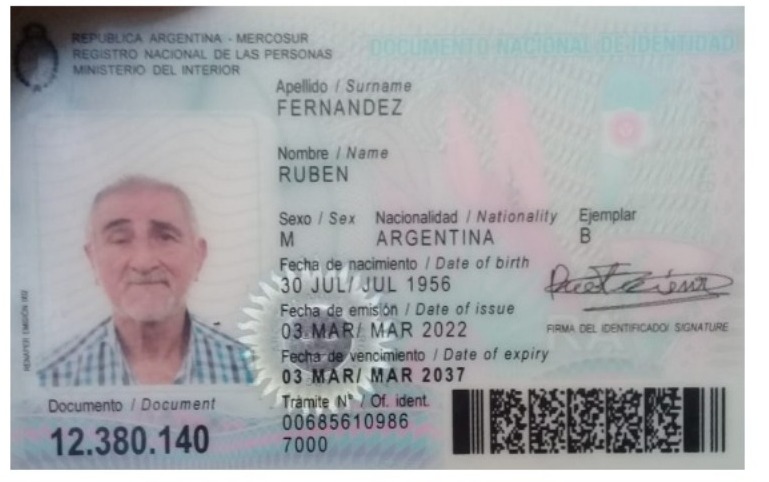 REPUBLICA ARGENTINA - MERCOSUR
REGISTRO NACIONAL DE LAS PERSONAS
MINISTERIO DEL INTERIOR
DOCUMENTO NACIONAL DE IDENTIDAD
Apellido / Surname
FERNANDEZ
Nombre / Name
RUBEN
Sexo / Sex Nacionalidad / Nationality Ejemplar
M ARGENTINA B
Fecha de nacimiento / Date of birth
30 JUL/ JUL 1956
Fecha de emisión / Date of issue
03 MAR/ MAR 2022
FIRMA DEL IDENTIFICADO/ SIGNATURE
Fecha de vencimiento / Date of expiry
03 MAR/ MAR 2037
Documento / Document
12.380.140
Trámite N° / Of. ident.
00685610986
7000